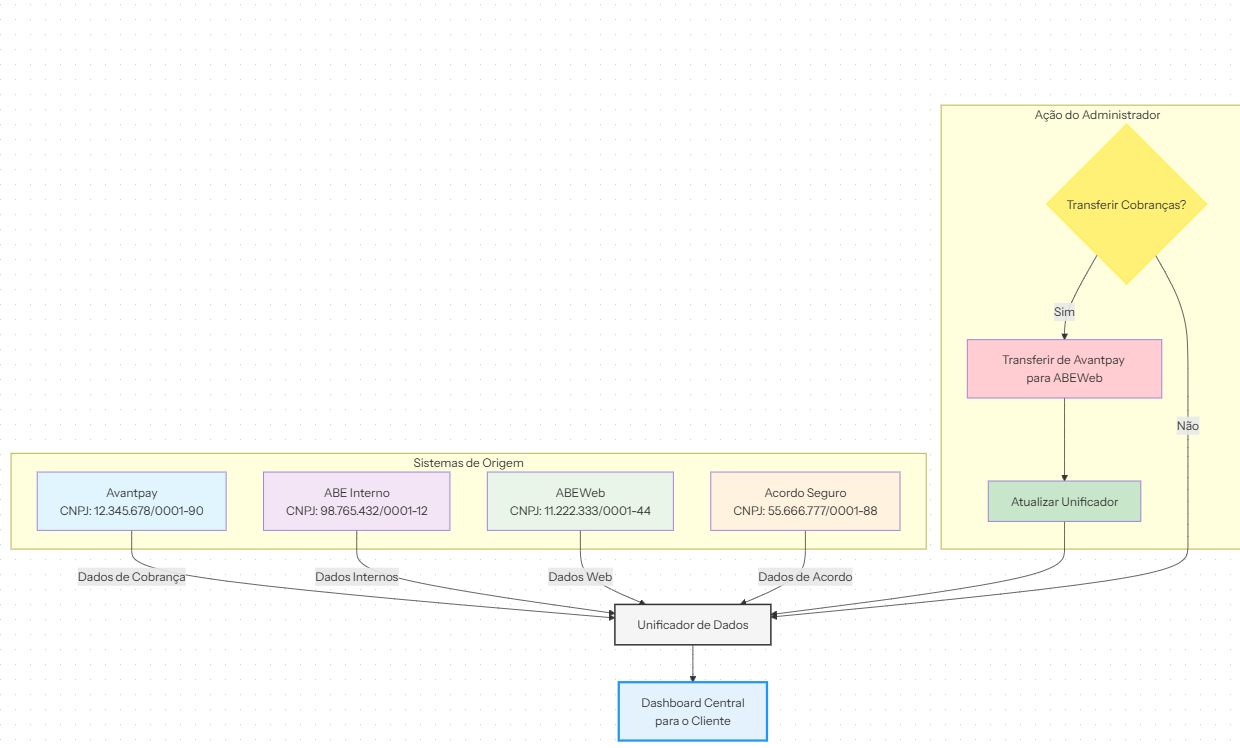 Ação do Administrador
Transferir Cobranças?
Sim
Transferir de Avantpay
para ABEWeb
Não
Atualizar Unificador
Sistemas de Origem
Avantpay
CNPJ: 12.345.678/0001-90
ABE Interno
CNPJ: 98.765.432/0001-12
ABEWeb
CNPJ: 11.222.333/0001-44
Acordo Seguro
CNPJ: 55.666.777/0001-88
Dados de Cobrança
Dados Internos
Dados Web
Dados de Acordo
Unificador de Dados
Dashboard Central
para o Cliente